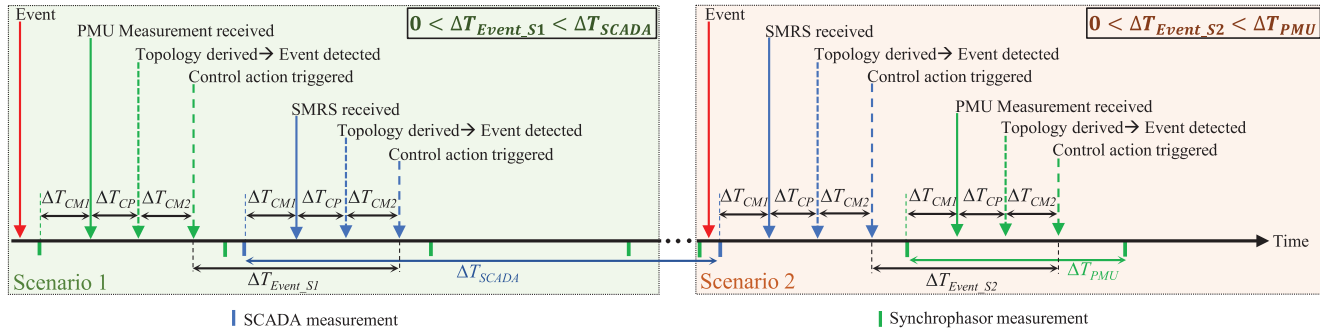 Event
0 < ΔT_Event_S1 < ΔT_SCADA
PMU Measurement received
Topology derived→ Event detected
Control action triggered
SMRS received
Topology derived→ Event detected
Control action triggered
ΔT_CM1
ΔT_CP
ΔT_CM2
ΔT_CM1
ΔT_CP
ΔT_CM2
Scenario 1
ΔT_Event_S1
ΔT_SCADA
Event
0 < ΔT_Event_S2 < ΔT_PMU
SMRS received
Topology derived→ Event detected
Control action triggered
PMU Measurement received
Topology derived→ Event detected
Control action triggered
ΔT_CM1
ΔT_CP
ΔT_CM2
ΔT_CM1
ΔT_CP
ΔT_CM2
Time
Scenario 2
ΔT_Event_S2
ΔT_PMU
SCADA measurement
Synchrophasor measurement